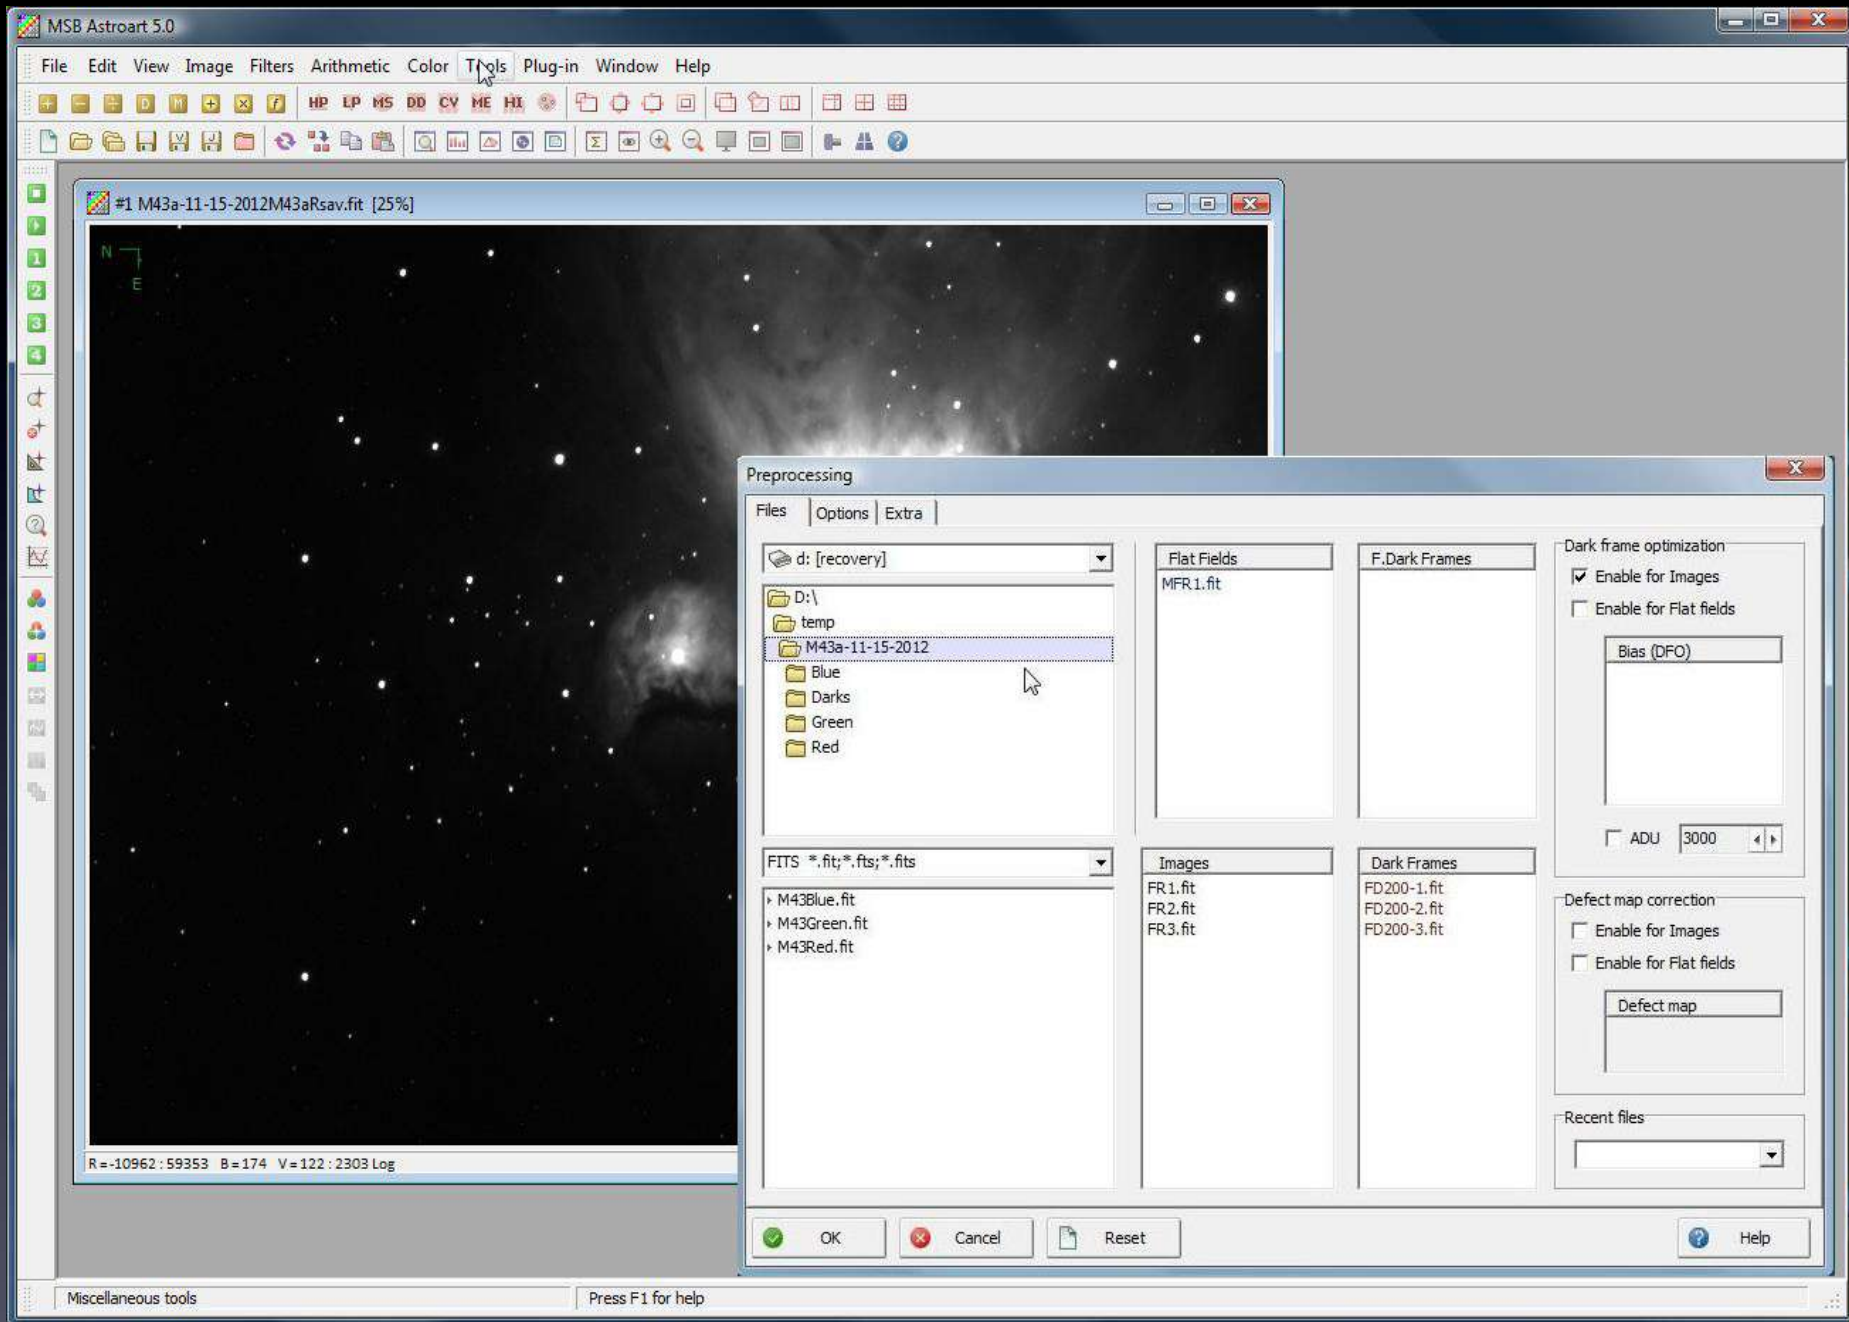 MSB Astroart 5.0
File Edit View Image Filters Arithmetic Color Tools Plug-in Window Help
D M f HP LP MS DD CV ME HI
V J Σ
#1 M43a-11-15-2012M43aRsav.fit [25%]
N
E
1
2
3
4
R=-10962 : 59353 B=174 V=122 : 2303 Log
Preprocessing
Files Options Extra
d: [recovery]
D:\
temp
M43a-11-15-2012
Blue
Darks
Green
Red
FITS *.fit;*.fts;*.fits
M43Blue.fit
M43Green.fit
M43Red.fit
Flat Fields
MFR1.fit
F.Dark Frames
Images
FR1.fit
FR2.fit
FR3.fit
Dark Frames
FD200-1.fit
FD200-2.fit
FD200-3.fit
Dark frame optimization
Enable for Images
Enable for Flat fields
Bias (DFO)
ADU 3000
Defect map correction
Enable for Images
Enable for Flat fields
Defect map
Recent files
OK Cancel Reset Help
Miscellaneous tools Press F1 for help